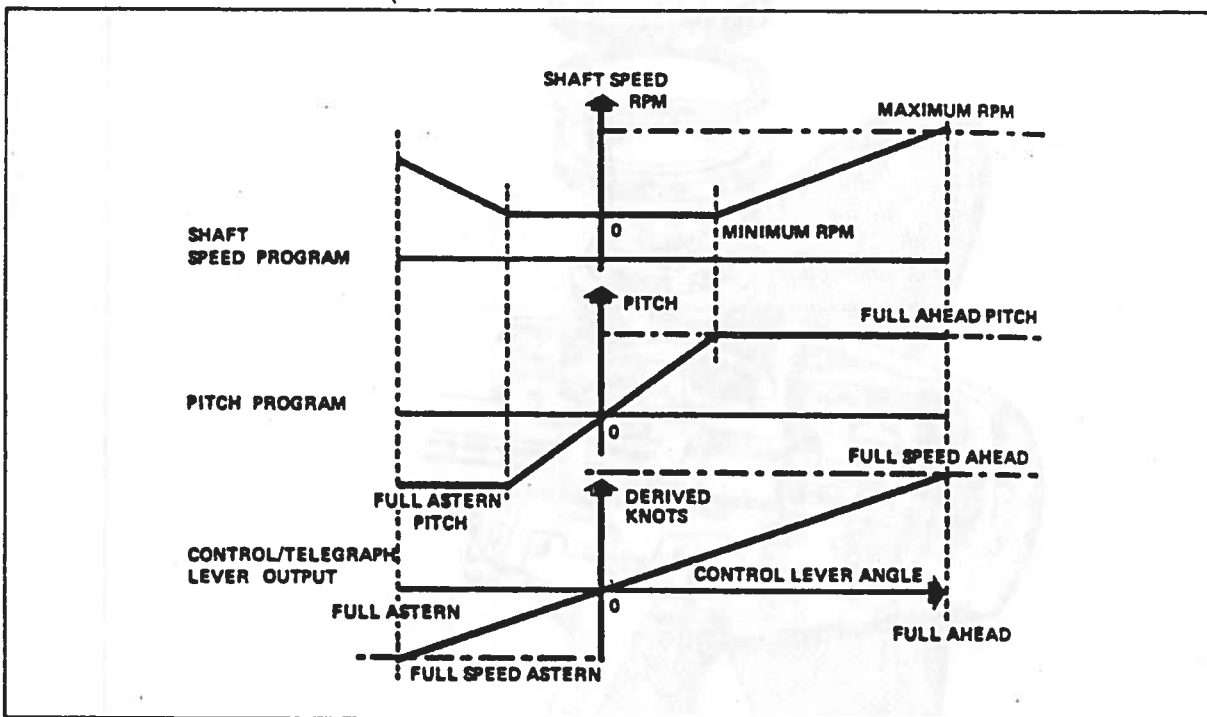 SHAFT SPEED
RPM
MAXIMUM RPM
0
MINIMUM RPM
SHAFT
SPEED PROGRAM
PITCH
FULL AHEAD PITCH
PITCH PROGRAM
0
FULL SPEED AHEAD
FULL ASTERN
PITCH
DERIVED
KNOTS
CONTROL/TELEGRAPH
LEVER OUTPUT
CONTROL LEVER ANGLE
FULL ASTERN
0
FULL AHEAD
FULL SPEED ASTERN